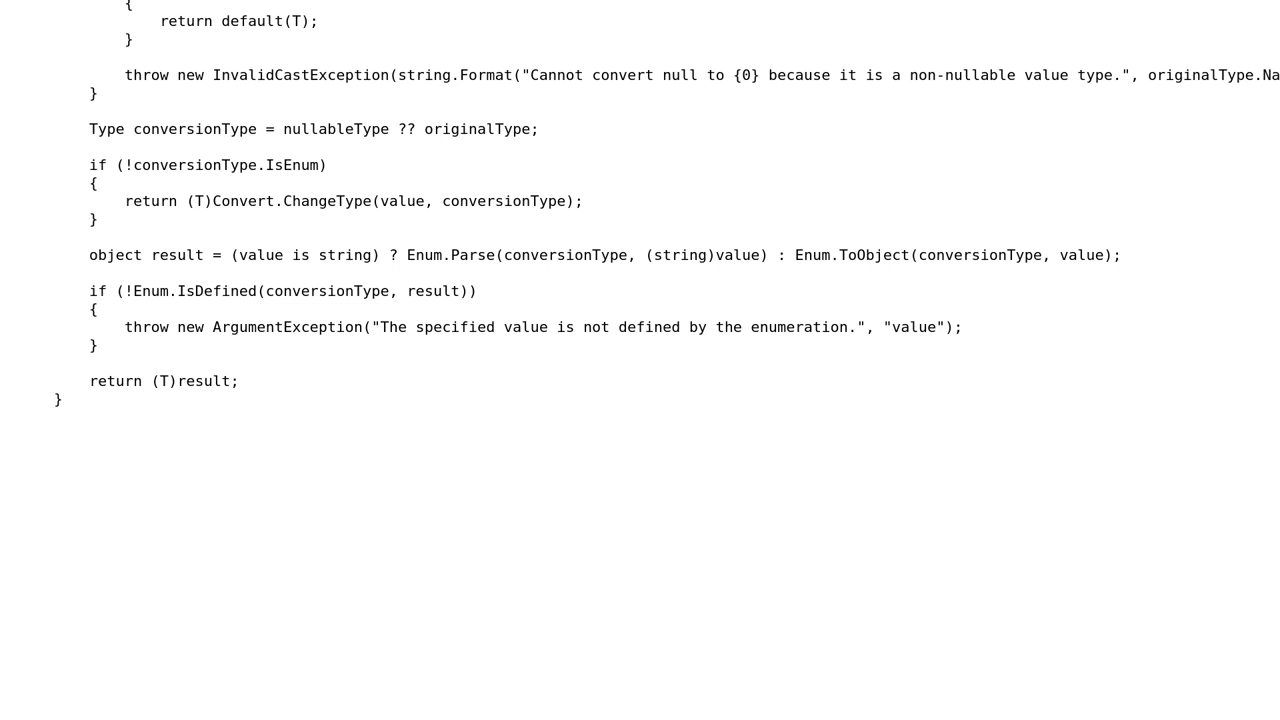 {
return default(T);
}
throw new InvalidCastException(string.Format("Cannot convert null to {0} because it is a non-nullable value type.", originalType.Na
}
Type conversionType = nullableType ?? originalType;
if (!conversionType.IsEnum)
{
return (T)Convert.ChangeType(value, conversionType);
}
object result = (value is string) ? Enum.Parse(conversionType, (string)value) : Enum.ToObject(conversionType, value);
if (!Enum.IsDefined(conversionType, result))
{
throw new ArgumentException("The specified value is not defined by the enumeration.", "value");
}
return (T)result;
}